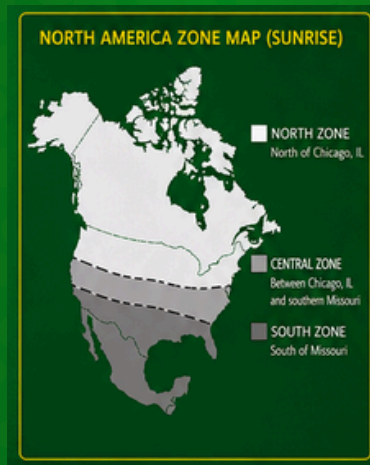 NORTH AMERICA ZONE MAP (SUNRISE)
NORTH ZONE
North of Chicago, IL
CENTRAL ZONE
Between Chicago, IL
and southern Missouri
SOUTH ZONE
South of Missouri